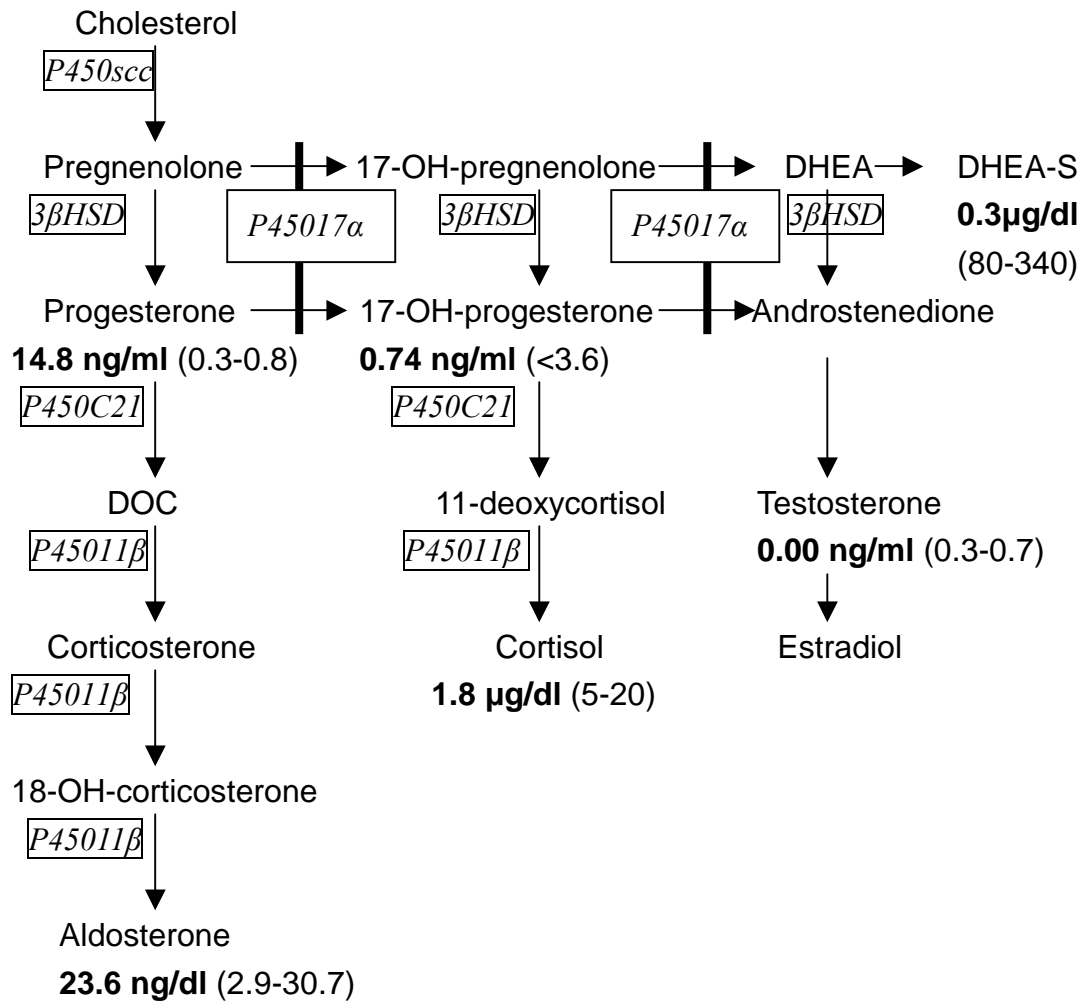 Cholesterol
P450scc
Pregnenolone 17-OH-pregnenolone DHEA DHEA-S
3βHSD P45017α 3βHSD P45017α 3βHSD 0.3µg/dl
(80-340)
Progesterone 17-OH-progesterone Androstenedione
14.8 ng/ml (0.3-0.8) 0.74 ng/ml (<3.6)
P450C21 P450C21
DOC 11-deoxycortisol Testosterone
P45011β P45011β 0.00 ng/ml (0.3-0.7)
Corticosterone Cortisol Estradiol
P45011β 1.8 µg/dl (5-20)
18-OH-corticosterone
P45011β
Aldosterone
23.6 ng/dl (2.9-30.7)